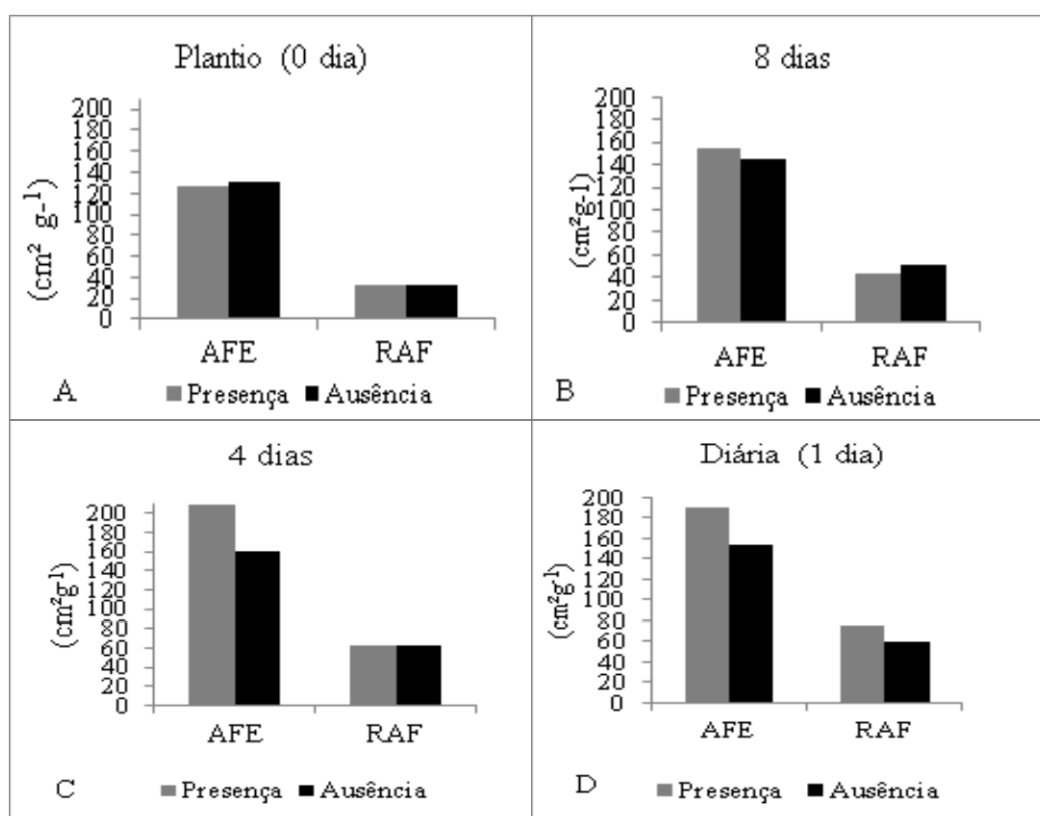 Plantio (0 dia)
(cm² g-¹)
200
180
160
140
120
100
80
60
40
20
0
AFE RAF
A
Presença Ausência
8 dias
(cm²g-1)
200
180
160
140
120
100
80
60
40
20
0
AFE RAF
B
Presença Ausência
4 dias
(cm²g-¹)
200
180
160
140
120
100
80
60
40
20
0
AFE RAF
C
Presença Ausência
Diária (1 dia)
(cm²g-¹)
200
180
160
140
120
100
80
60
40
20
0
AFE RAF
D
Presença Ausência